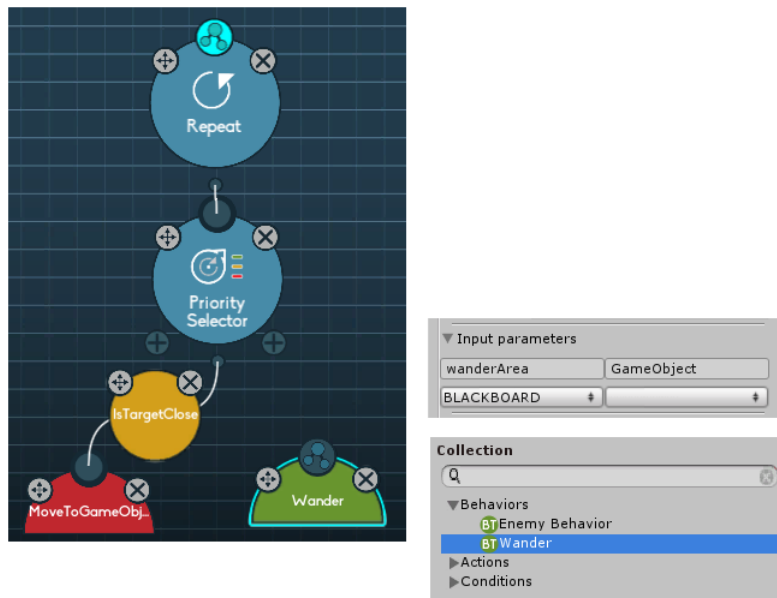 Repeat
Priority
Selector
IsTargetClose
MoveToGameObj...
Wander
Input parameters
wanderArea GameObject
BLACKBOARD
Collection
Behaviors
BT Enemy Behavior
BT Wander
Actions
Conditions